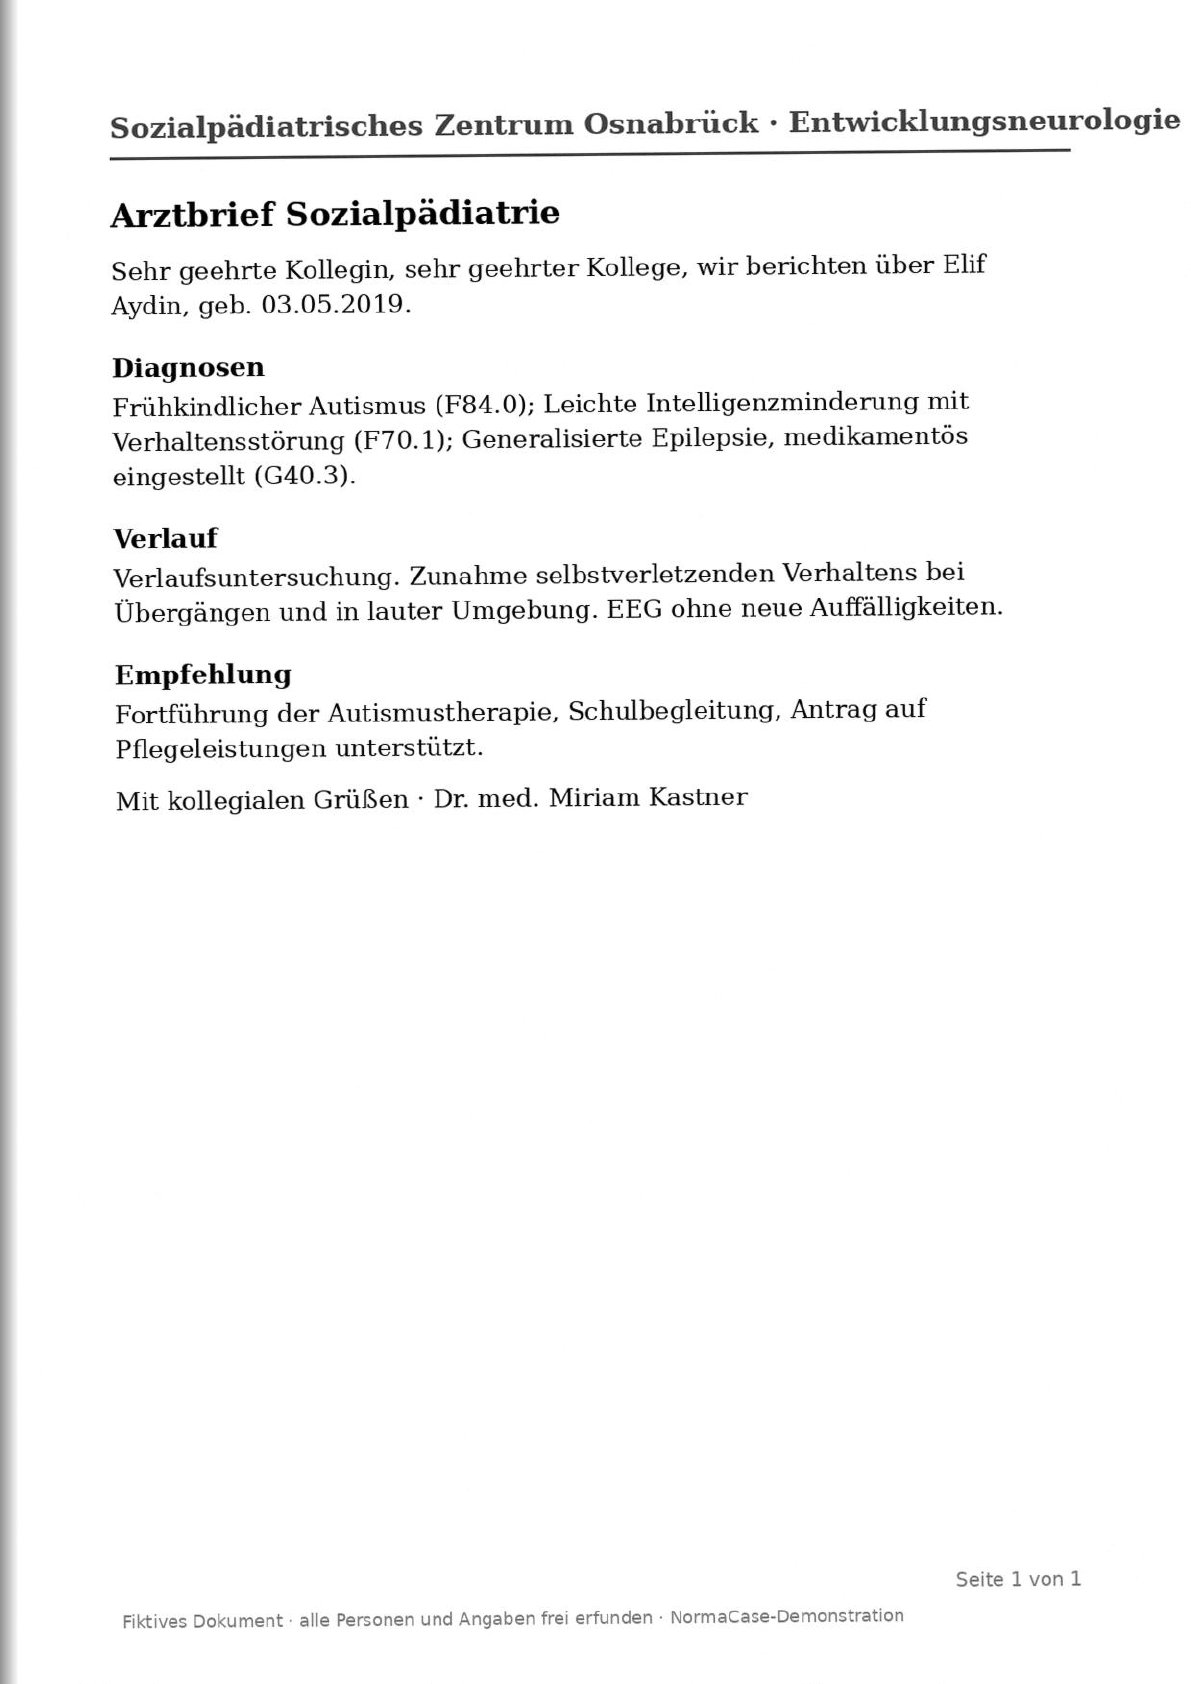 Sozialpädiatrisches Zentrum Osnabrück · Entwicklungsneurologie
Arztbrief Sozialpädiatrie
Sehr geehrte Kollegin, sehr geehrter Kollege, wir berichten über Elif
Aydin, geb. 03.05.2019.
Diagnosen
Frühkindlicher Autismus (F84.0); Leichte Intelligenzminderung mit
Verhaltensstörung (F70.1); Generalisierte Epilepsie, medikamentös
eingestellt (G40.3).
Verlauf
Verlaufsuntersuchung. Zunahme selbstverletzenden Verhaltens bei
Übergängen und in lauter Umgebung. EEG ohne neue Auffälligkeiten.
Empfehlung
Fortführung der Autismustherapie, Schulbegleitung, Antrag auf
Pflegeleistungen unterstützt.
Mit kollegialen Grüßen · Dr. med. Miriam Kastner
Seite 1 von 1
Fiktives Dokument · alle Personen und Angaben frei erfunden · NormaCase-Demonstration